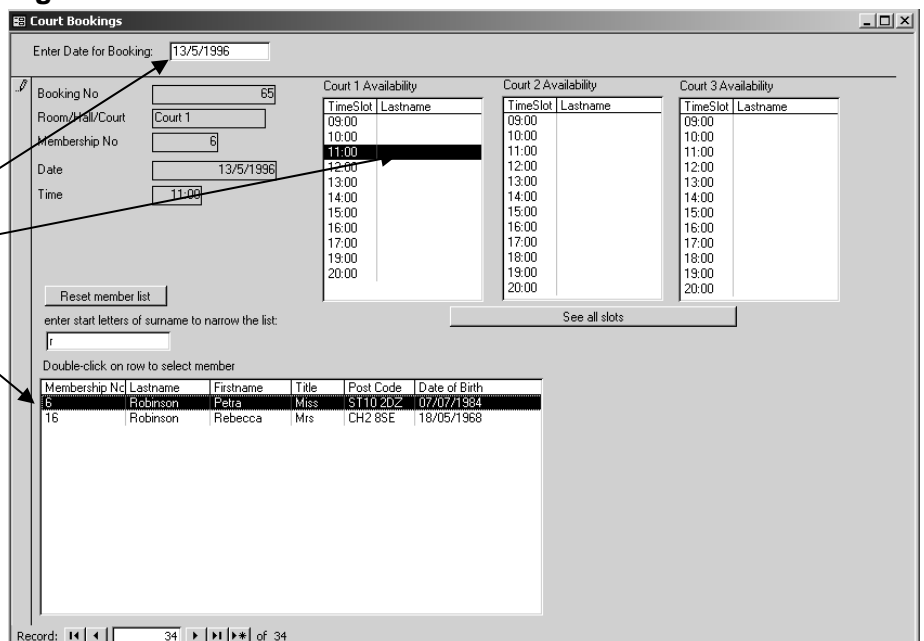 Court Bookings
Enter Date for Booking: 13/5/1996
Booking No 65
Room/Hall/Court Court 1
Membership No 6
Date 13/5/1996
Time 11:00
Court 1 Availability
TimeSlot Lastname
09:00
10:00
11:00
12:00
13:00
14:00
15:00
16:00
17:00
18:00
19:00
20:00
Court 2 Availability
TimeSlot Lastname
09:00
10:00
11:00
12:00
13:00
14:00
15:00
16:00
17:00
18:00
19:00
20:00
Court 3 Availability
TimeSlot Lastname
09:00
10:00
11:00
12:00
13:00
14:00
15:00
16:00
17:00
18:00
19:00
20:00
See all slots
Reset member list
enter start letters of surname to narrow the list:
r
Double-click on row to select member
Membership No Lastname Firstname Title Post Code Date of Birth
6 Robinson Petra Miss ST10 2DZ 07/07/1984
16 Robinson Rebecca Mrs CH2 8SE 18/05/1968
Record: 34 of 34